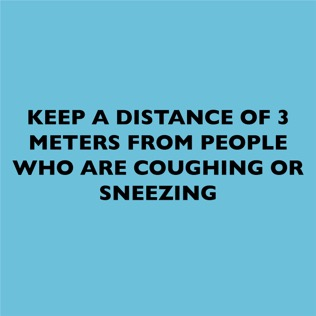 KEEP A DISTANCE OF 3
METERS FROM PEOPLE
WHO ARE COUGHING OR
SNEEZING